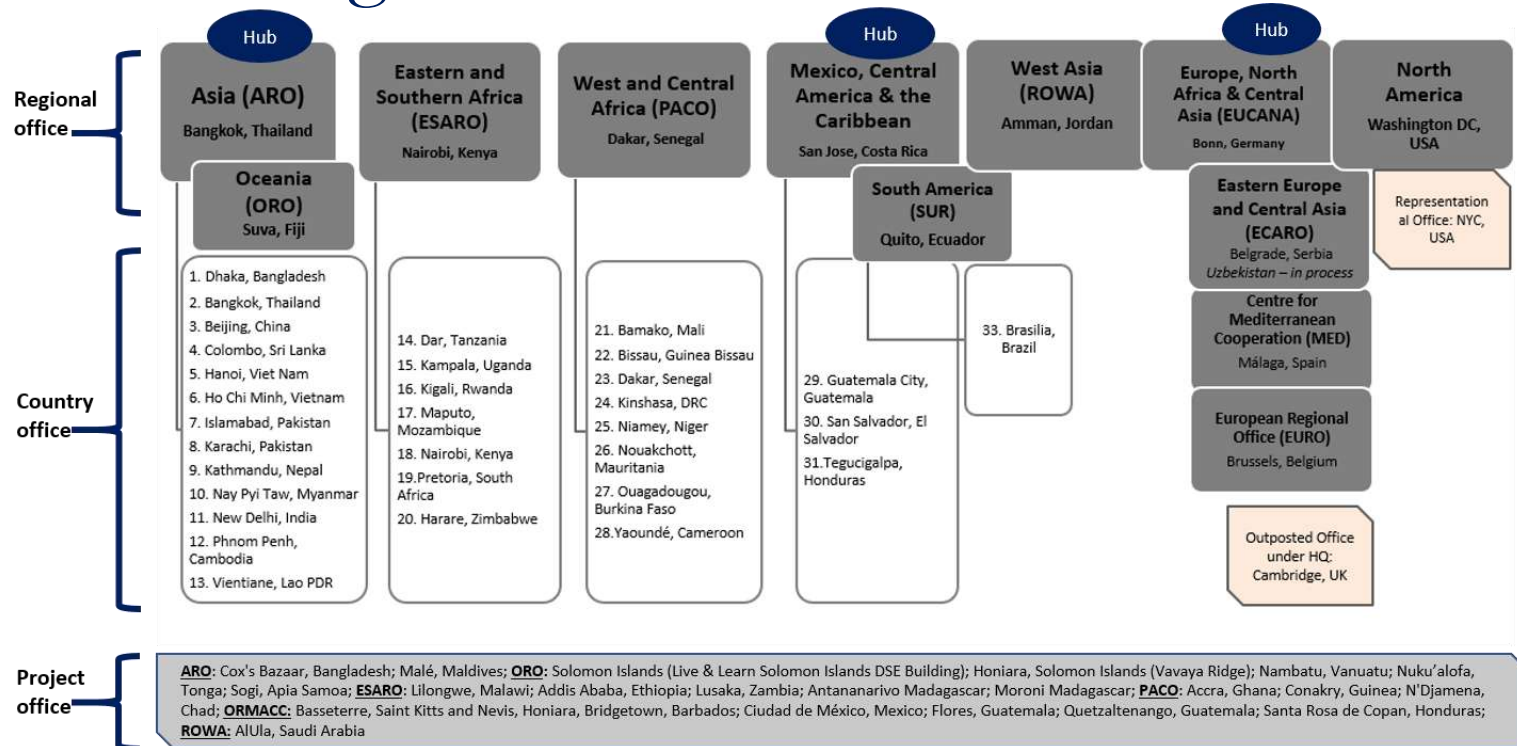 Hub
Hub
Hub
Regional
office
Asia (ARO)
Bangkok, Thailand
Eastern and
Southern Africa
(ESARO)
Nairobi, Kenya
West and Central
Africa (PACO)
Dakar, Senegal
Mexico, Central
America & the
Caribbean
San Jose, Costa Rica
West Asia
(ROWA)
Amman, Jordan
Europe, North
Africa & Central
Asia (EUCANA)
Bonn, Germany
North
America
Washington DC,
USA
Oceania
(ORO)
Suva, Fiji
South America
(SUR)
Quito, Ecuador
Eastern Europe
and Central Asia
(ECARO)
Belgrade, Serbia
Uzbekistan – in process
Representation
al Office: NYC,
USA
Country
office
1. Dhaka, Bangladesh
2. Bangkok, Thailand
3. Beijing, China
4. Colombo, Sri Lanka
5. Hanoi, Viet Nam
6. Ho Chi Minh, Vietnam
7. Islamabad, Pakistan
8. Karachi, Pakistan
9. Kathmandu, Nepal
10. Nay Pyi Taw, Myanmar
11. New Delhi, India
12. Phnom Penh,
Cambodia
13. Vientiane, Lao PDR
14. Dar, Tanzania
15. Kampala, Uganda
16. Kigali, Rwanda
17. Maputo,
Mozambique
18. Nairobi, Kenya
19.Pretoria, South
Africa
20. Harare, Zimbabwe
21. Bamako, Mali
22. Bissau, Guinea Bissau
23. Dakar, Senegal
24. Kinshasa, DRC
25. Niamey, Niger
26. Nouakchott,
Mauritania
27. Ouagadougou,
Burkina Faso
28.Yaoundé, Cameroon
29. Guatemala City,
Guatemala
30. San Salvador, El
Salvador
31.Tegucigalpa,
Honduras
33. Brasilia,
Brazil
Centre for
Mediterranean
Cooperation (MED)
Málaga, Spain
European Regional
Office (EURO)
Brussels, Belgium
Outposted Office
under HQ:
Cambridge, UK
Project
office
ARO: Cox's Bazaar, Bangladesh; Malé, Maldives; ORO: Solomon Islands (Live & Learn Solomon Islands DSE Building); Honiara, Solomon Islands (Vavaya Ridge); Nambatu, Vanuatu; Nuku'alofa,
Tonga; Sogi, Apia Samoa; ESARO: Lilongwe, Malawi; Addis Ababa, Ethiopia; Lusaka, Zambia; Antananarivo Madagascar; Moroni Madagascar; PACO: Accra, Ghana; Conakry, Guinea; N'Djamena,
Chad; ORMACC: Basseterre, Saint Kitts and Nevis, Honiara, Bridgetown, Barbados; Ciudad de México, Mexico; Flores, Guatemala; Quetzaltenango, Guatemala; Santa Rosa de Copan, Honduras;
ROWA: AlUla, Saudi Arabia